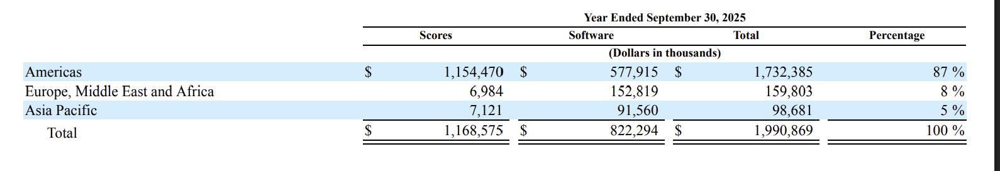 Year Ended September 30, 2025
Scores Software Total Percentage
(Dollars in thousands)
Americas $ 1,154,470 $ 577,915 $ 1,732,385 87 %
Europe, Middle East and Africa 6,984 152,819 159,803 8 %
Asia Pacific 7,121 91,560 98,681 5 %
Total $ 1,168,575 $ 822,294 $ 1,990,869 100 %